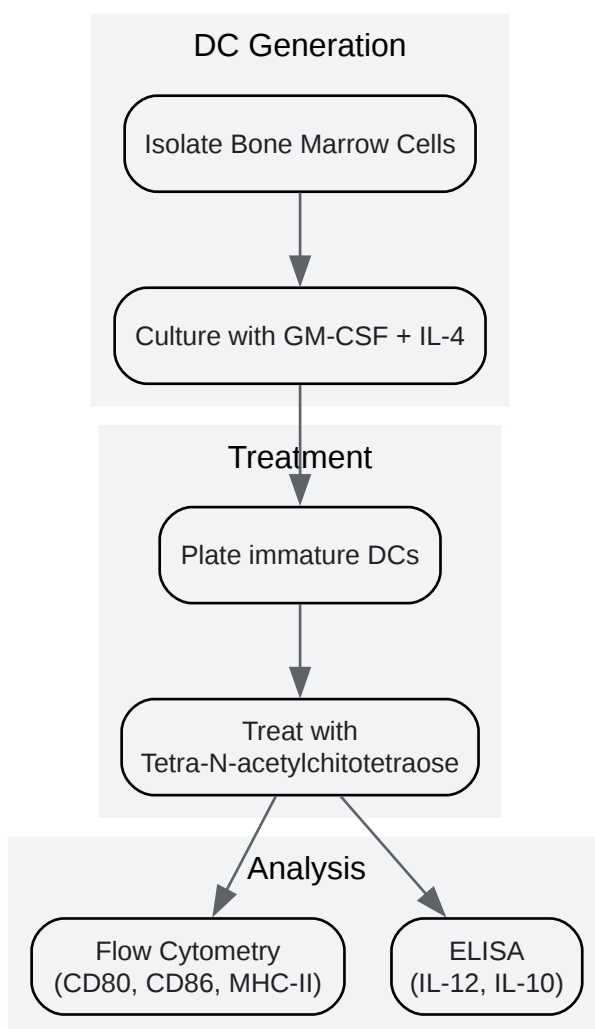 DC Generation
Isolate Bone Marrow Cells
Culture with GM-CSF + IL-4
Treatment
Plate immature DCs
Treat with
Tetra-N-acetylchitotetraose
Analysis
Flow Cytometry
(CD80, CD86, MHC-II)
ELISA
(IL-12, IL-10)